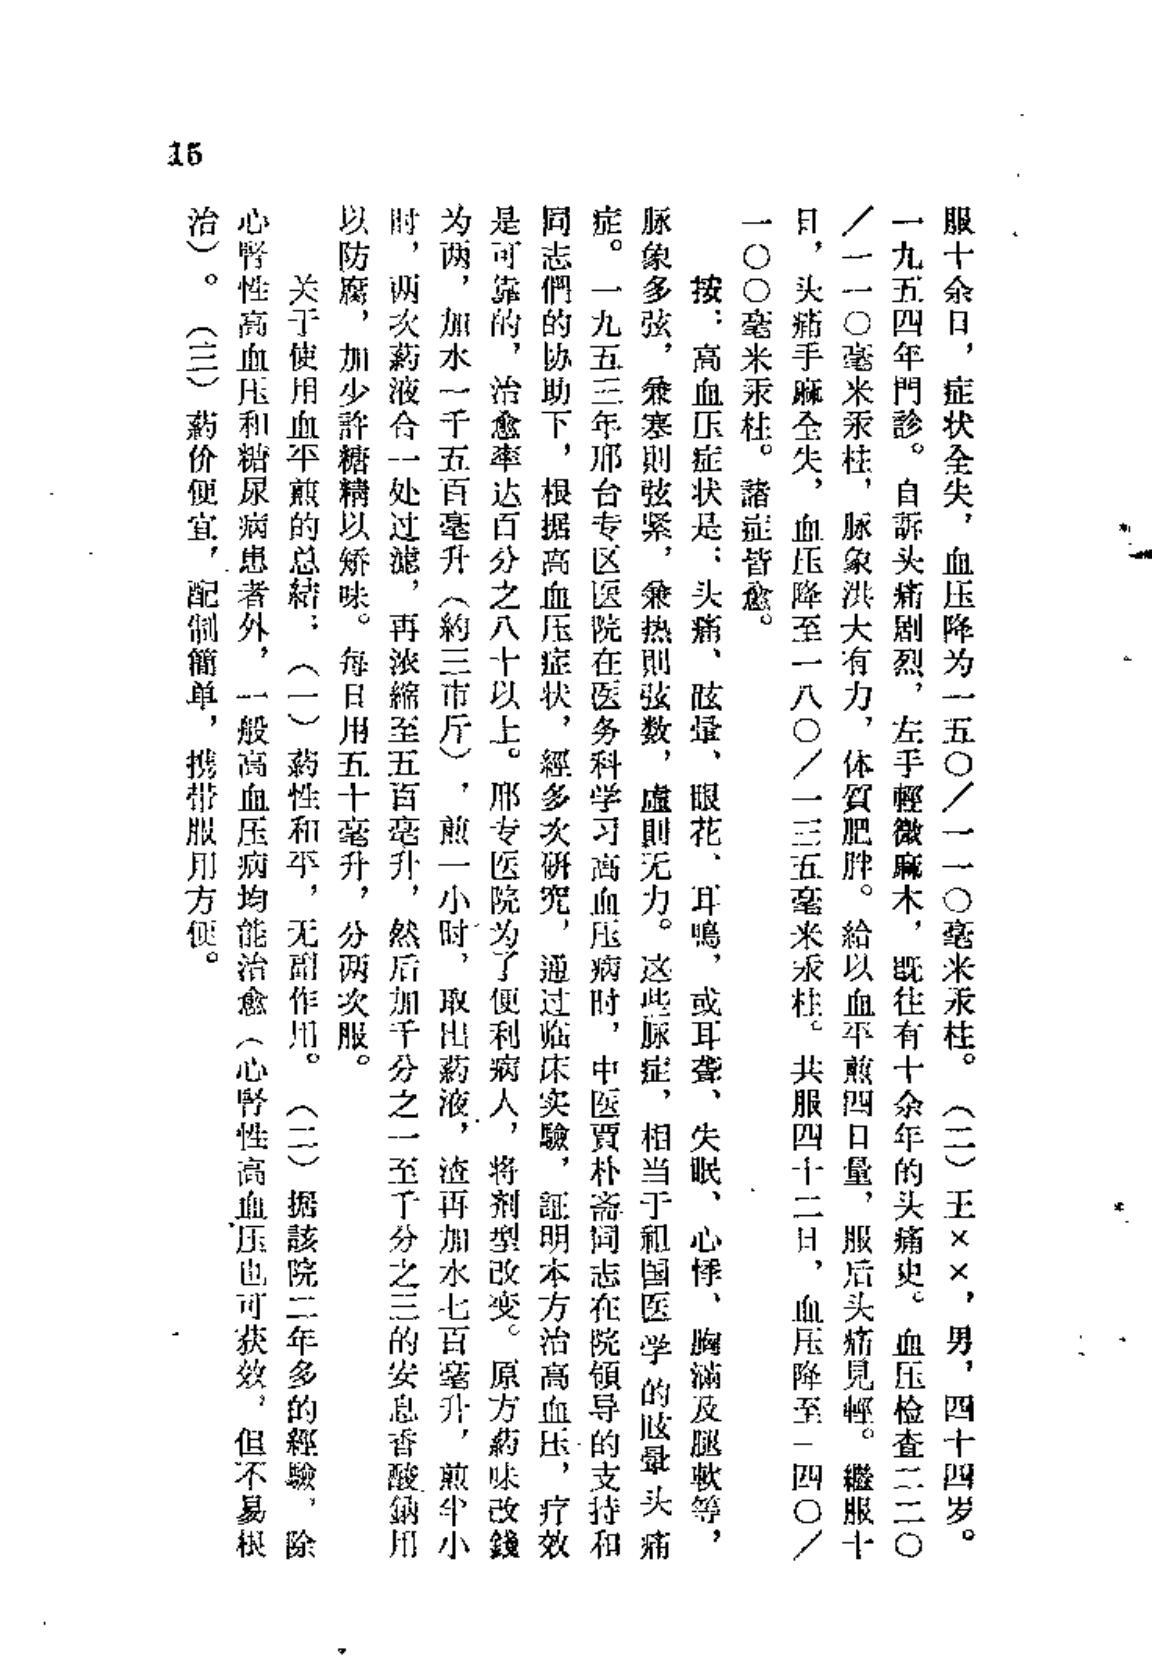 服十余日，症状全失，血压降为一五〇／一一〇毫米汞柱。（二）王××，男，四十四岁。
一九五四年門診。自訴头痛剧烈，左手輕微麻木，既往有十余年的头痛史。血压检查二二〇
／一一〇毫米汞柱，脉象洪大有力，体質肥胖。給以血平煎四日量，服后头痛見輕。繼服十
日，头痛手麻全失，血压降至一八〇／一三五毫米汞柱。共服四十二日，血压降至一四〇／
一〇〇毫米汞柱。諸症皆愈。
按：高血压症状是：头痛、眩暈、眼花、耳鳴，或耳聋、失眠、心悸、胸滿及腿軟等，
脉象多弦，兼寒則弦紧，兼热則弦数，虛則无力。这些脉症，相当于祖国医学的眩暈头痛
症。一九五三年邢台专区医院在医务科学习高血压病时，中医賈朴斋同志在院領导的支持和
同志們的协助下，根据高血压症状，經多次研究，通过临床实驗，証明本方治高血压，疗效
是可靠的，治愈率达百分之八十以上。邢专医院为了便利病人，将剂型改变。原方葯味改錢
为两，加水一千五百毫升（約三市斤），煎一小时，取出葯液，渣再加水七百毫升，煎半小
时，两次葯液合一处过濾，再浓縮至五百毫升，然后加千分之一至千分之三的安息香酸鈉用
以防腐，加少許糖精以矫味。每日用五十毫升，分两次服。
关于使用血平煎的总結：（一）葯性和平，无副作用。（二）据該院二年多的經驗，除
心腎性高血压和糖尿病患者外，一般高血压病均能治愈（心腎性高血压也可获效，但不易根
治）。（三）葯价便宜，配制簡单，携带服用方便。
15